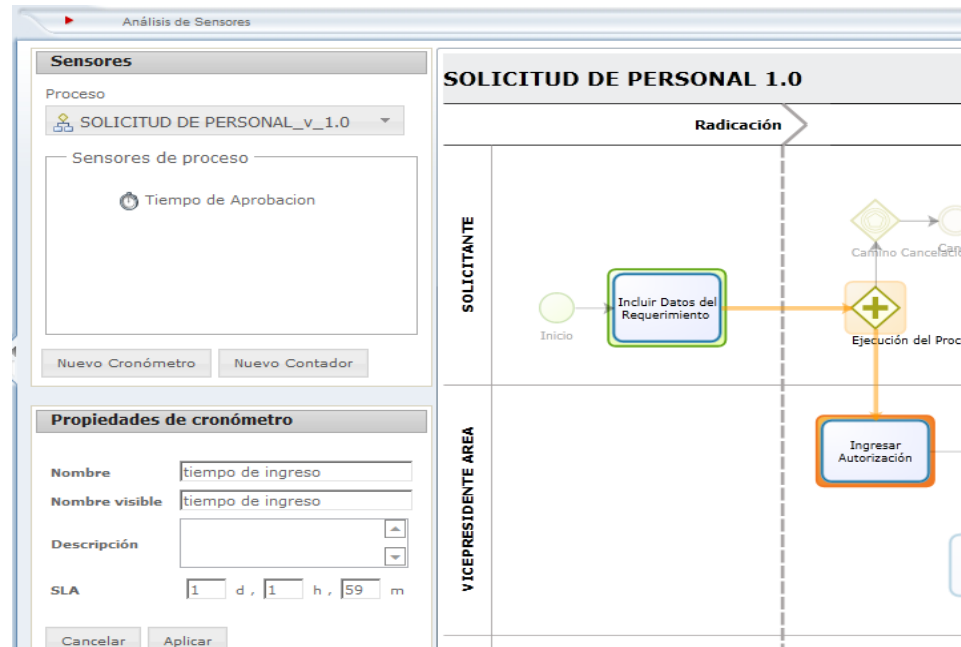 Análisis de Sensores
Sensores
Proceso
SOLICITUD DE PERSONAL_v_1.0
Sensores de proceso
Tiempo de Aprobacion
Nuevo Cronómetro
Nuevo Contador
Propiedades de cronómetro
Nombre
tiempo de ingreso
Nombre visible
tiempo de ingreso
Descripción
SLA
1 d , 1 h , 59 m
Cancelar
Aplicar
SOLICITUD DE PERSONAL 1.0
Radicación
SOLICITANTE
Inicio
Incluir Datos del
Requerimiento
Camino Cancelació
Can
Ejecución del Proc
VICEPRESIDENTE AREA
Ingresar
Autorización